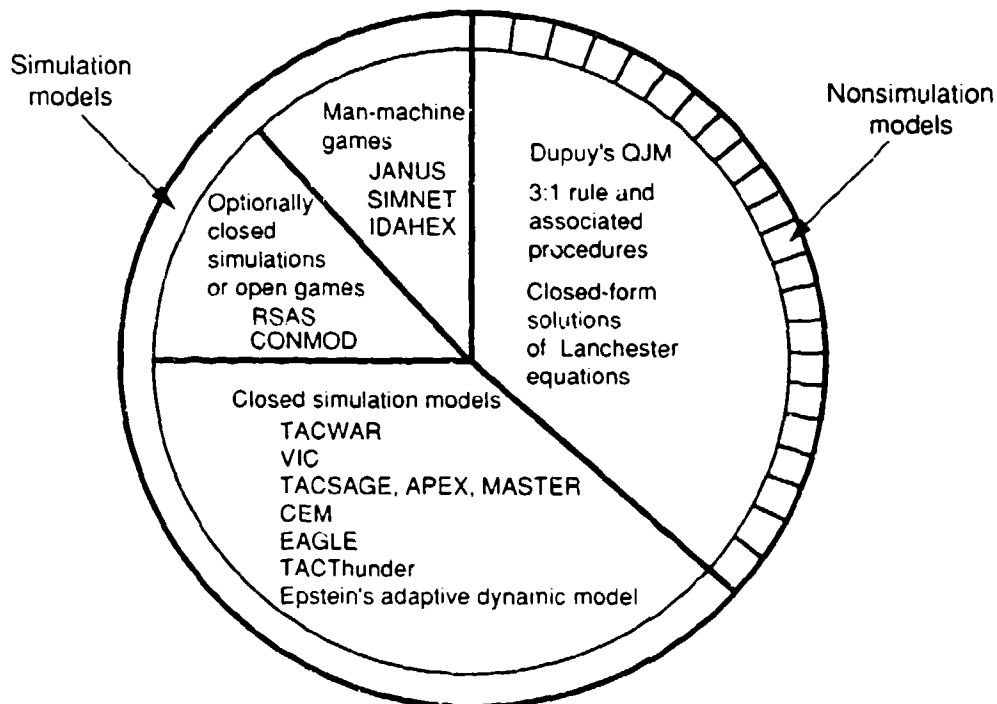 Simulation
models
Nonsimulation
models
Man-machine
games
JANUS
SIMNET
IDAHEX
Optionally
closed
simulations
or open games
RSAS
CONMOD
Dupuy's QJM
3:1 rule and
associated
procedures
Closed-form
solutions
of Lanchester
equations
Closed simulation models
TACWAR
VIC
TACSAGE, APEX, MASTER
CEM
EAGLE
TACThunder
Epstein's adaptive dynamic model